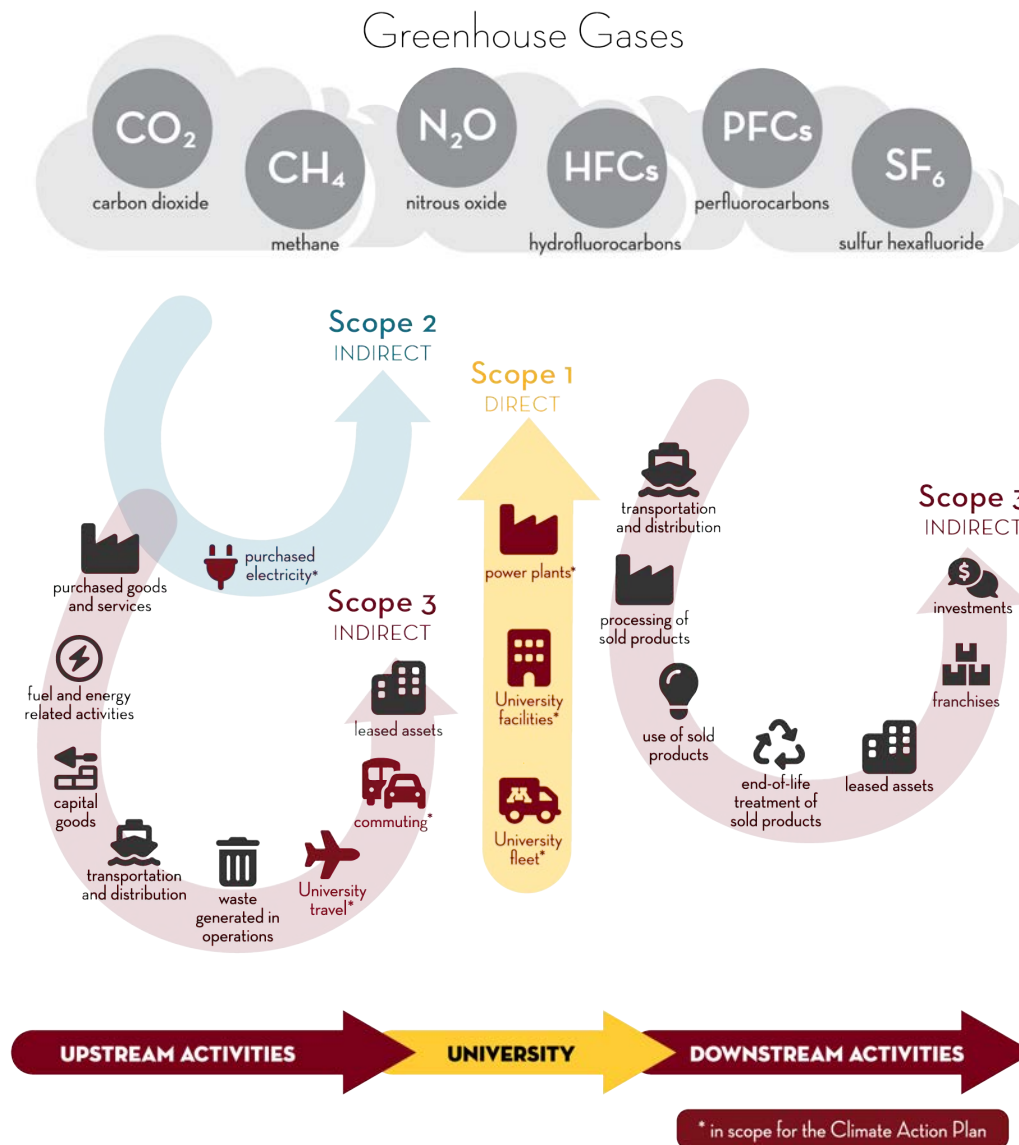 Greenhouse Gases
CO₂
carbon dioxide
CH₄
methane
N₂O
nitrous oxide
HFCs
hydrofluorocarbons
PFCs
perfluorocarbons
SF₆
sulfur hexafluoride
Scope 2
INDIRECT
purchased
electricity*
Scope 3
INDIRECT
purchased goods
and services
fuel and energy
related activities
capital
goods
transportation
and distribution
waste
generated in
operations
University
travel*
commuting*
leased assets
Scope 1
DIRECT
power plants*
University
facilities*
University
fleet*
Scope 3
INDIRECT
transportation
and distribution
processing of
sold products
use of sold
products
end-of-life
treatment of
sold products
leased assets
franchises
investments
UPSTREAM ACTIVITIES
UNIVERSITY
DOWNSTREAM ACTIVITIES
* in scope for the Climate Action Plan